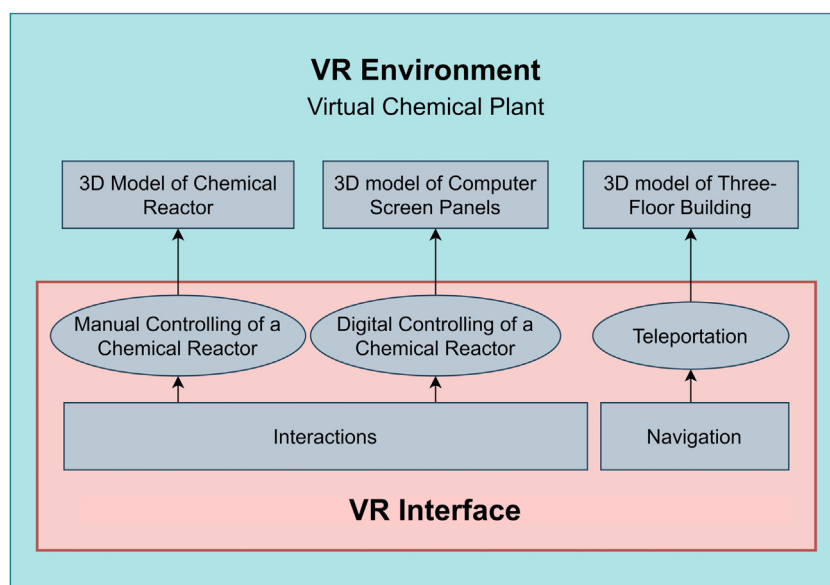 VR Environment
Virtual Chemical Plant
3D Model of Chemical
Reactor
3D model of Computer
Screen Panels
3D model of Three-
Floor Building
Manual Controlling of a
Chemical Reactor
Digital Controlling of a
Chemical Reactor
Teleportation
Interactions
Navigation
VR Interface